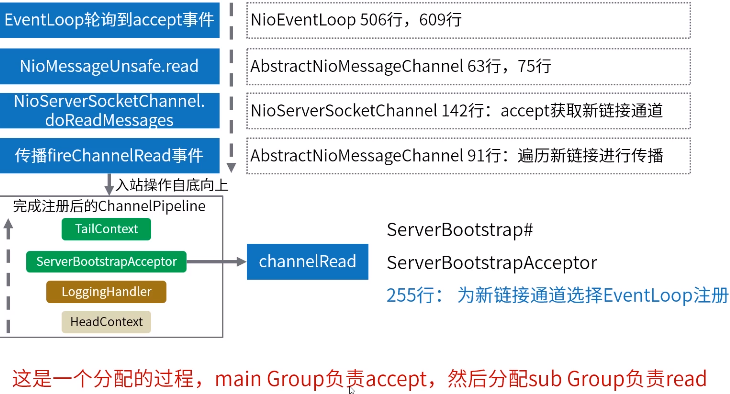 EventLoop轮询到accept事件
NioEventLoop 506行，609行
NioMessageUnsafe.read
AbstractNioMessageChannel 63行，75行
NioServerSocketChannel.
doReadMessages
NioServerSocketChannel 142行：accept获取新链接通道
传播fireChannelRead事件
AbstractNioMessageChannel 91行：遍历新链接进行传播
入站操作自底向上
完成注册后的ChannelPipeline
TailContext
ServerBootstrapAcceptor
LoggingHandler
HeadContext
channelRead
ServerBootstrap#
ServerBootstrapAcceptor
255行： 为新链接通道选择EventLoop注册
这是一个分配的过程，main Group负责accept，然后分配sub Group负责read